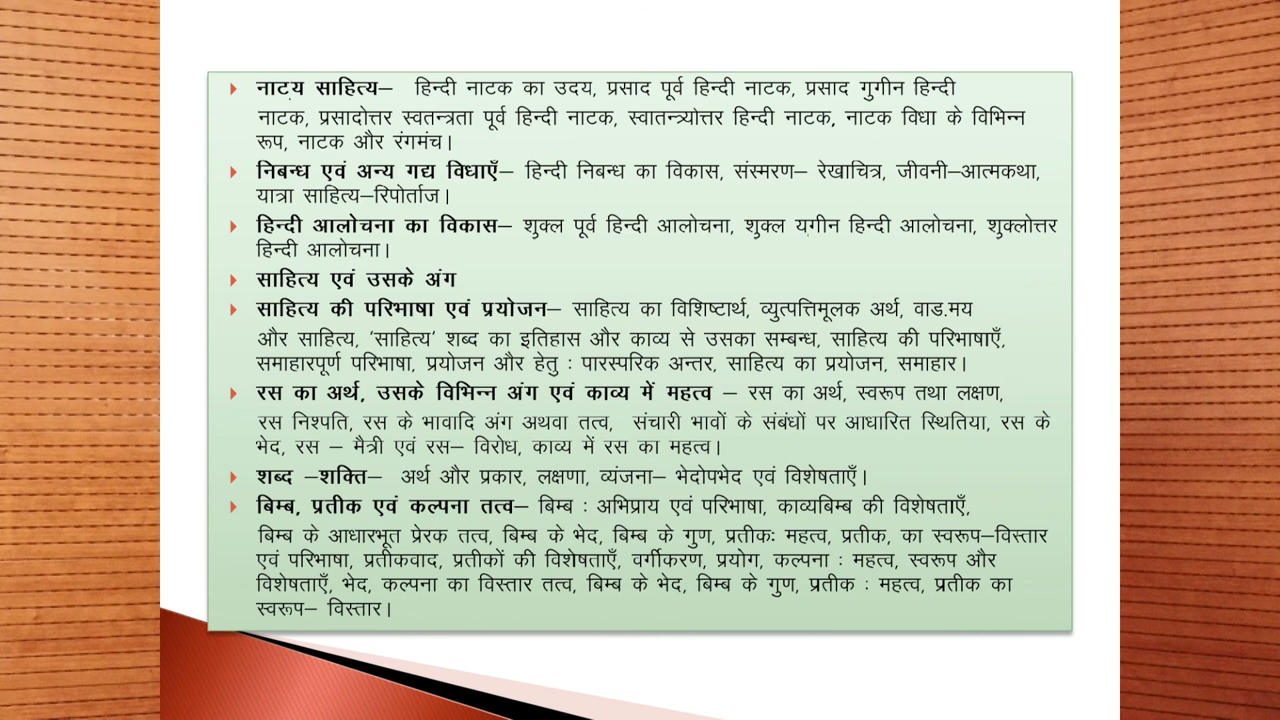 नाट्य साहित्य– हिन्दी नाटक का उदय, प्रसाद पूर्व हिन्दी नाटक, प्रसाद गुगीन हिन्दी
नाटक, प्रसादोत्तर स्वतन्त्रता पूर्व हिन्दी नाटक, स्वातन्त्र्योत्तर हिन्दी नाटक, नाटक विधा के विभिन्न
रूप, नाटक और रंगमंच।
निबन्ध एवं अन्य गद्य विधाएँ– हिन्दी निबन्ध का विकास, संस्मरण– रेखाचित्र, जीवनी–आत्मकथा,
यात्रा साहित्य–रिपोर्ताज।
हिन्दी आलोचना का विकास– शुक्ल पूर्व हिन्दी आलोचना, शुक्ल युगीन हिन्दी आलोचना, शुक्लोत्तर
हिन्दी आलोचना।
साहित्य एवं उसके अंग
साहित्य की परिभाषा एवं प्रयोजन– साहित्य का विशिष्टार्थ, व्युत्पत्तिमूलक अर्थ, वाड.मय
और साहित्य, ‘साहित्य’ शब्द का इतिहास और काव्य से उसका सम्बन्ध, साहित्य की परिभाषाएँ,
समाहारपूर्ण परिभाषा, प्रयोजन और हेतु : पारस्परिक अन्तर, साहित्य का प्रयोजन, समाहार।
रस का अर्थ, उसके विभिन्न अंग एवं काव्य में महत्व – रस का अर्थ, स्वरूप तथा लक्षण,
रस निश्पति, रस के भावादि अंग अथवा तत्व, संचारी भावों के संबंधों पर आधारित स्थितिया, रस के
भेद, रस – मैत्री एवं रस– विरोध, काव्य में रस का महत्व।
शब्द –शक्ति– अर्थ और प्रकार, लक्षणा, व्यंजना– भेदोपभेद एवं विशेषताएँ।
बिम्ब, प्रतीक एवं कल्पना तत्व– बिम्ब : अभिप्राय एवं परिभाषा, काव्यबिम्ब की विशेषताएँ,
बिम्ब के आधारभूत प्रेरक तत्व, बिम्ब के भेद, बिम्ब के गुण, प्रतीकः महत्व, प्रतीक, का स्वरूप–विस्तार
एवं परिभाषा, प्रतीकवाद, प्रतीकों की विशेषताएँ, वर्गीकरण, प्रयोग, कल्पना : महत्व, स्वरूप और
विशेषताएँ, भेद, कल्पना का विस्तार तत्व, बिम्ब के भेद, बिम्ब के गुण, प्रतीक : महत्व, प्रतीक का
स्वरूप– विस्तार।